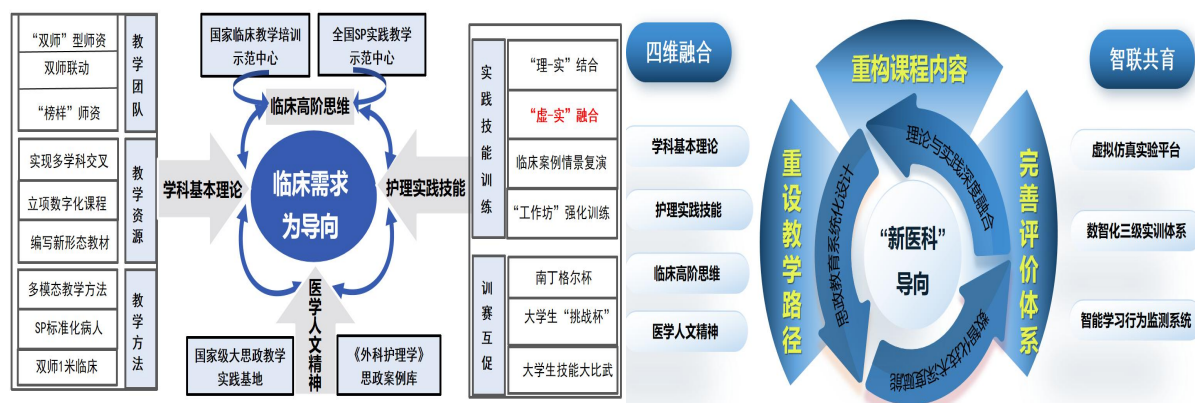 教学团队
“双师”型师资
双师联动
“榜样”师资
教学资源
实现多学科交叉
立项数字化课程
编写新形态教材
教学方法
多模态教学方法
SP标准化病人
双师1米临床
国家临床教学培训
示范中心
全国SP实践教学
示范中心
临床高阶思维
学科基本理论
临床需求
为导向
护理实践技能
医学人文精神
国家级大思政教学
实践基地
《外科护理学》
思政案例库
实践技能训练
“理-实”结合
“虚-实”融合
临床案例情景复演
“工作坊”强化训练
训赛互促
南丁格尔杯
大学生“挑战杯”
大学生技能大比武
四维融合
学科基本理论
护理实践技能
临床高阶思维
医学人文精神
重构课程内容
重设教学路径
完善评价体系
理论与实践深度融合
思政教育系统化设计
数智化技术深度赋能
“新医科”
导向
智联共育
虚拟仿真实验平台
数智化三级实训体系
智能学习行为监测系统